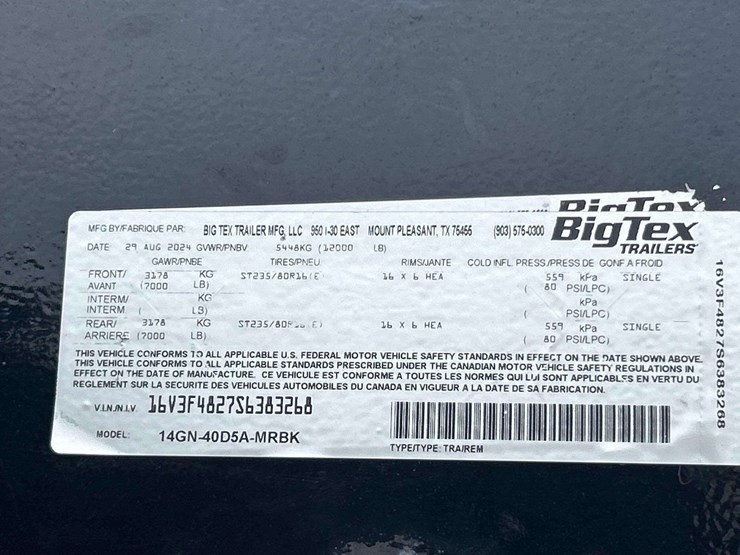 BigTex
MFG BY/FABRIQUE PAR: BIG TEX TRAILER MFG, LLC 950 I-30 EAST MOUNT PLEASANT, TX 75455 (903) 575-0300 BigTex TRAILERS
DATE 29 AUG 2024 GVWR/PNBV 5448KG (12000 LB)
GAWR/PNBE TIRES/PNEU RIMS/JANTE COLD INFL PRESS/PRESS DE GONF A FROID
FRONT/ 3178 KG ST235/80R16(E) 16 X 6 HEA 559 kPa SINGLE
AVANT (7000 LB) ( 80 PSI/LPC)
INTERM/ KG kPa
INTERM ( LB) ( PSI/LPC)
REAR/ 3178 KG ST235/80R16(E) 16 X 6 HEA 559 kPa SINGLE
ARRIERE (7000 LB) ( 80 PSI/LPC)
THIS VEHICLE CONFORMS TO ALL APPLICABLE U.S. FEDERAL MOTOR VEHICLE SAFETY STANDARDS IN EFFECT ON THE DATE SHOWN ABOVE.
THIS VEHICLE CONFORMS TO ALL APPLICABLE STANDARDS PRESCRIBED UNDER THE CANADIAN MOTOR VEHICLE SAFETY REGULATIONS IN
EFFECT ON THE DATE OF MANUFACTURE. CE VEHICULE EST CONFORME A TOUTES LES NORMES QUI LUI SONT APPLICABLES EN VERTU DU
REGLEMENT SUR LA SECURITE DES VEHICULES AUTOMOBILES DU CANADA EN VIGUEUR A LA DATE DE SA FABRICATION.
V.I.N./N.I.V. 16V3F4827S6383268
MODEL: 14GN-40D5A-MRBK
TYPE/TYPE: TRA/REM
16V3F4827S6383268